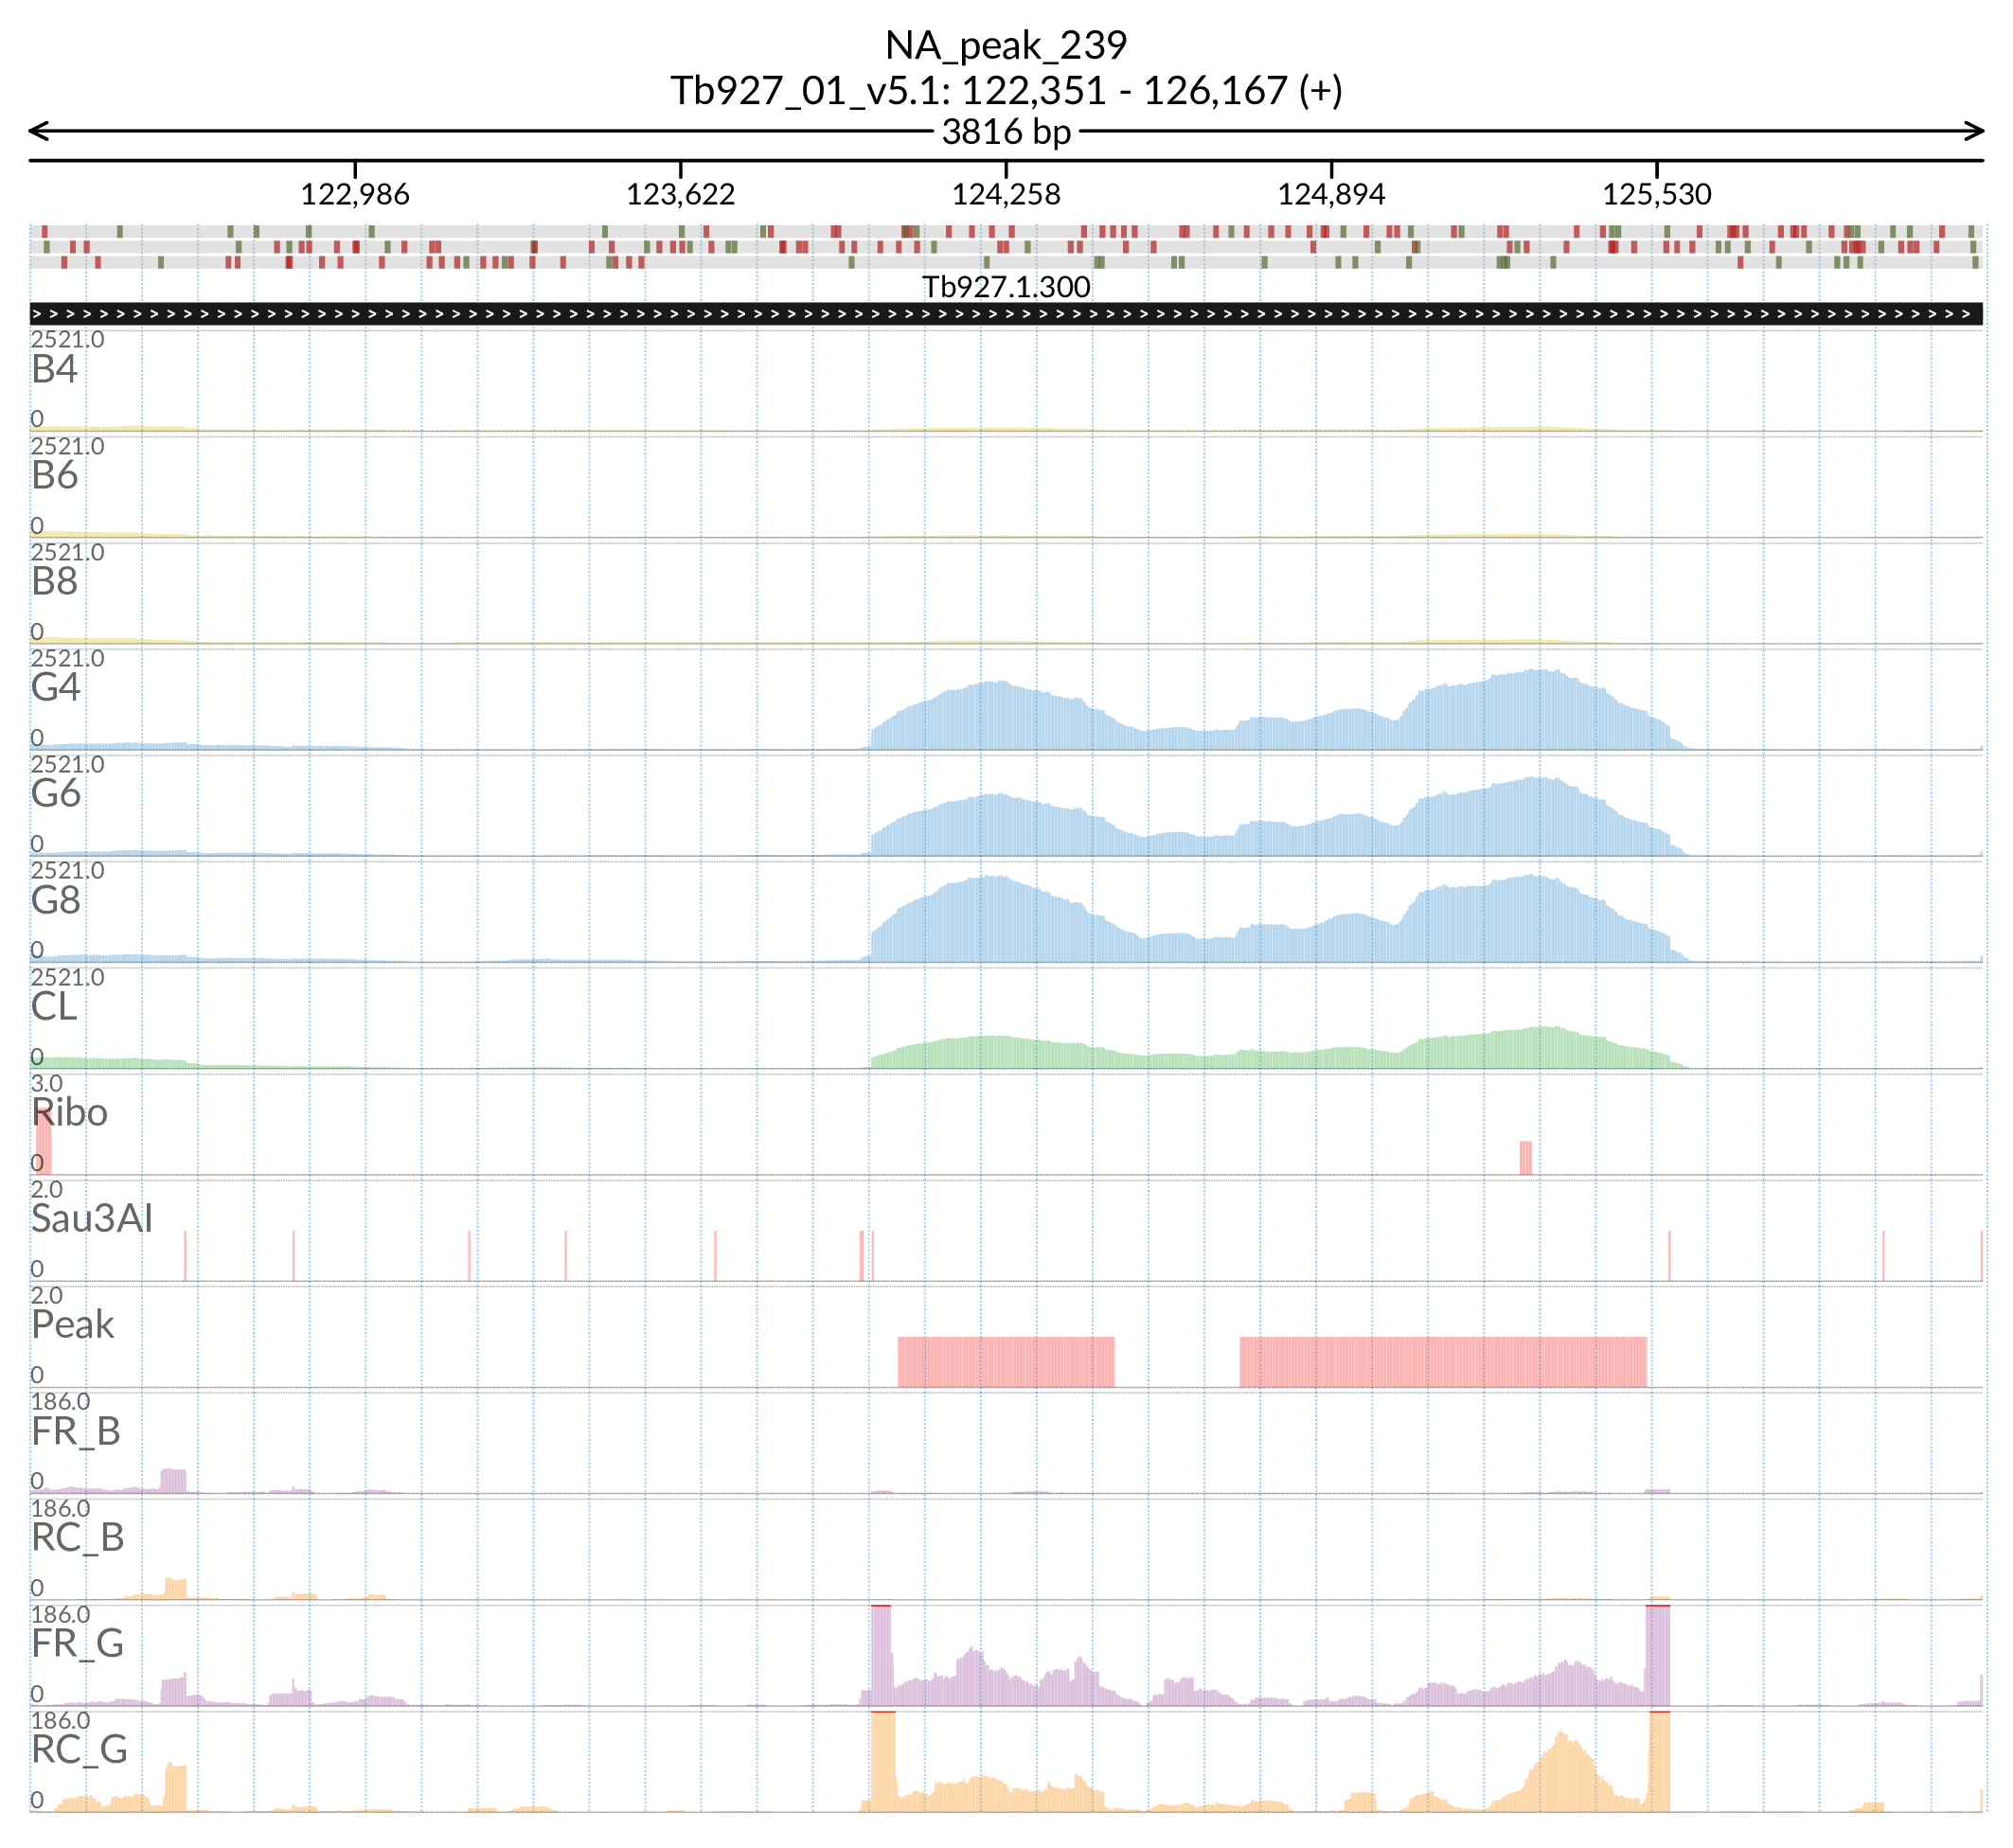 NA_peak_239
Tb927_01_v5.1: 122,351 - 126,167 (+)
3816 bp
122,986 123,622 124,258 124,894 125,530
Tb927.1.300
2521.0
B4
0
2521.0
B6
0
2521.0
B8
0
2521.0
G4
0
2521.0
G6
0
2521.0
G8
0
2521.0
CL
0
3.0
Ribo
0
2.0
Sau3AI
0
2.0
Peak
0
186.0
FR_B
0
186.0
RC_B
0
186.0
FR_G
0
186.0
RC_G
0